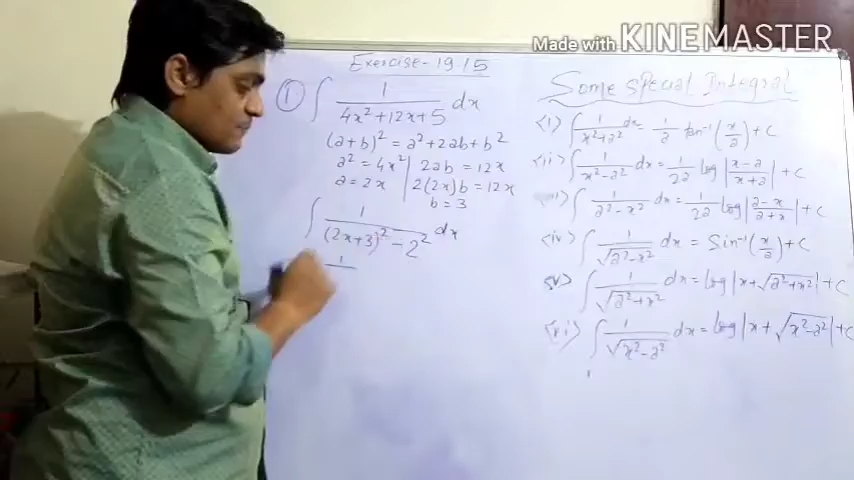 Made with KINEMASTER
Exercise-19.15
① ∫ 1/(4x²+12x+5) dx
(a+b)² = a²+2ab+b²
a² = 4x² | 2ab = 12x
a = 2x | 2(2x)b = 12x
b = 3
∫ 1/((2x+3)²-2²) dx
1
Some special Integral
(i) ∫ dx/(x²+a²) = 1/a tan⁻¹(x/a)+c
(ii) ∫ 1/(x²-a²) dx = 1/2a log|(x-a)/(x+a)|+c
∫ 1/(a²-x²) dx = 1/2a log|(a-x)/(a+x)|+c
(iv) ∫ 1/√(a²-x²) dx = Sin⁻¹(x/a)+c
(v) ∫ 1/√(a²+x²) dx = log|x+√(a²+x²)|+c
(vi) ∫ 1/√(x²-a²) dx = log|x+√(x²-a²)|+c